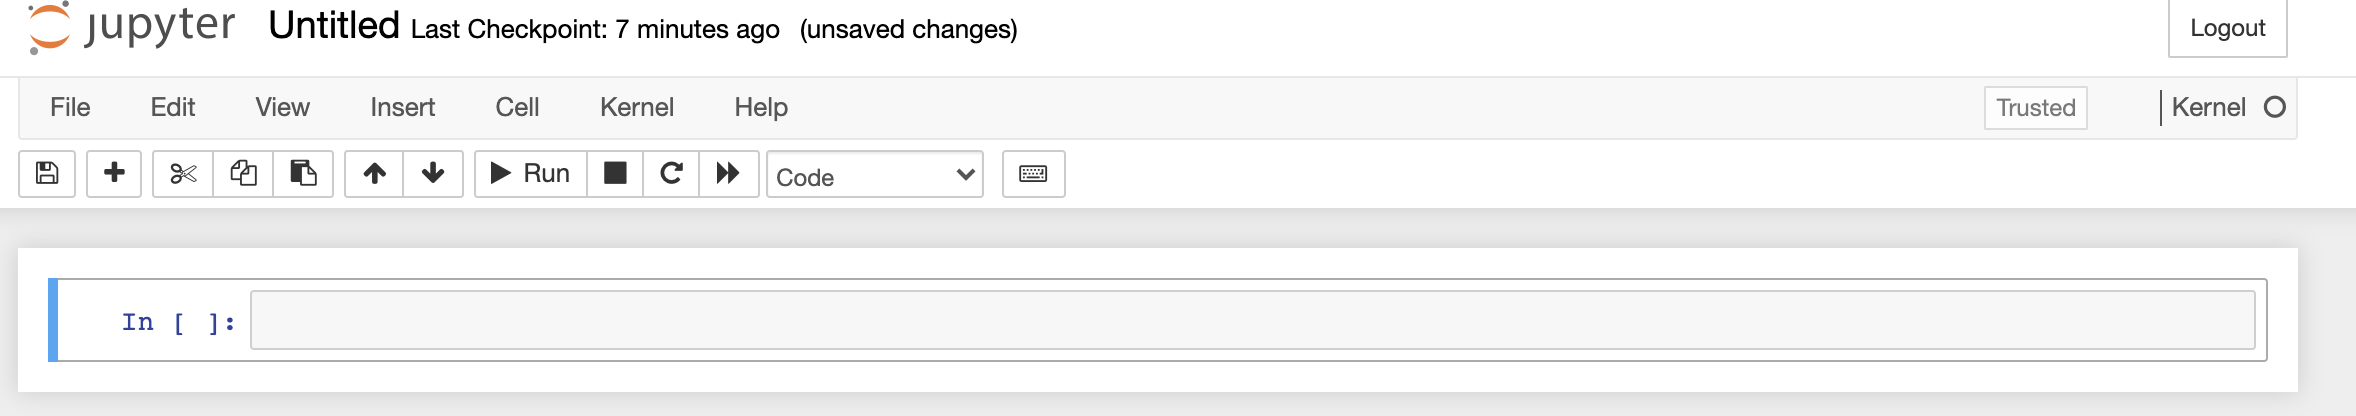 jupyter Untitled Last Checkpoint: 7 minutes ago (unsaved changes) Logout
File Edit View Insert Cell Kernel Help Trusted Kernel
Run Code
In [ ]: